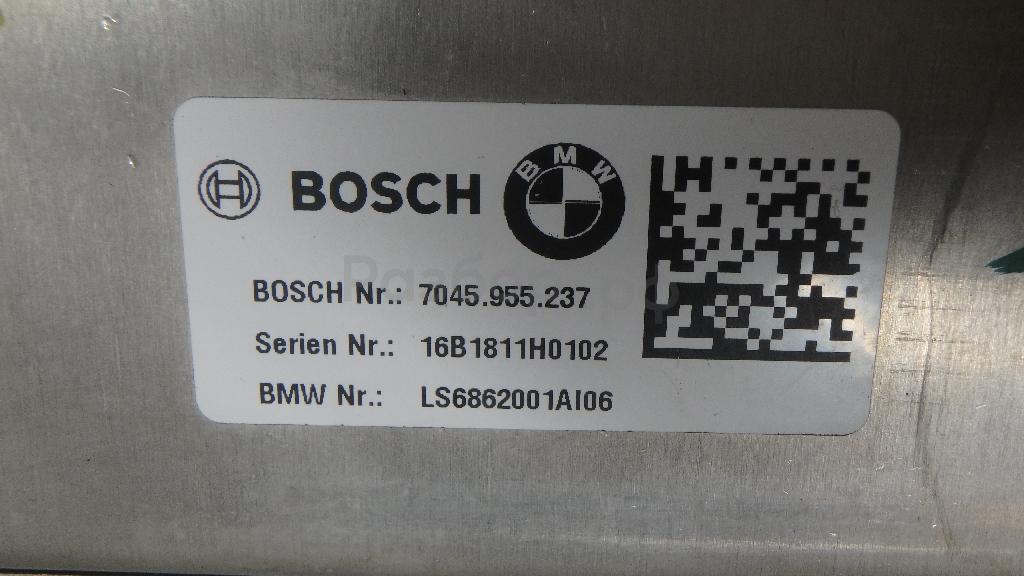 BOSCH
BMW
BOSCH Nr.: 7045.955.237
Serien Nr.: 16B1811H0102
BMW Nr.: LS6862001AI06